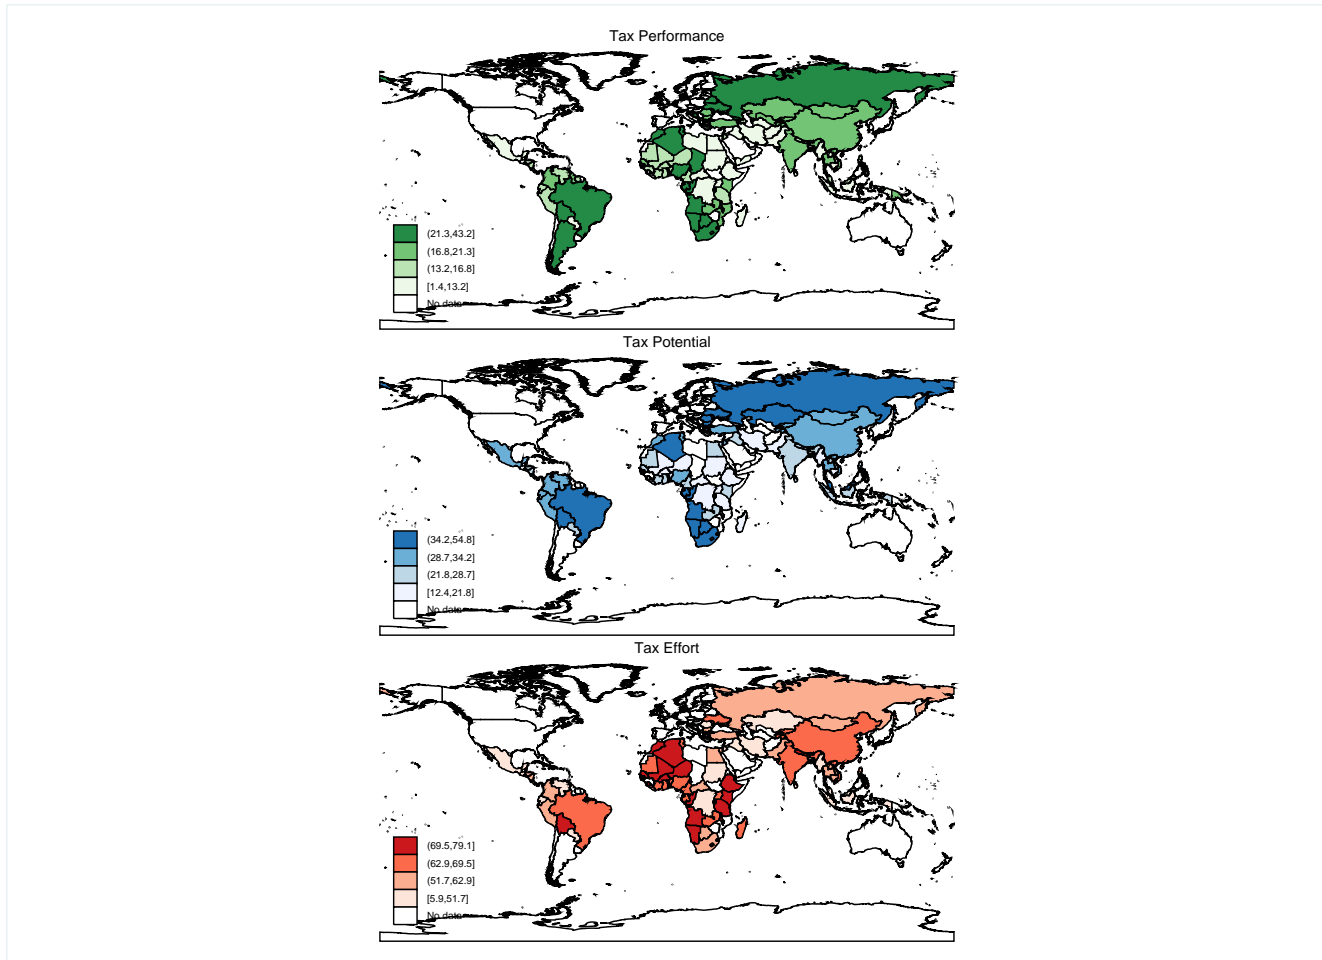 Tax Performance
(21.3,43.2]
(16.8,21.3]
(13.2,16.8]
[1.4,13.2]
No data
Tax Potential
(34.2,54.8]
(28.7,34.2]
(21.8,28.7]
[12.4,21.8]
No data
Tax Effort
(69.5,79.1]
(62.9,69.5]
(51.7,62.9]
[5.9,51.7]
No data